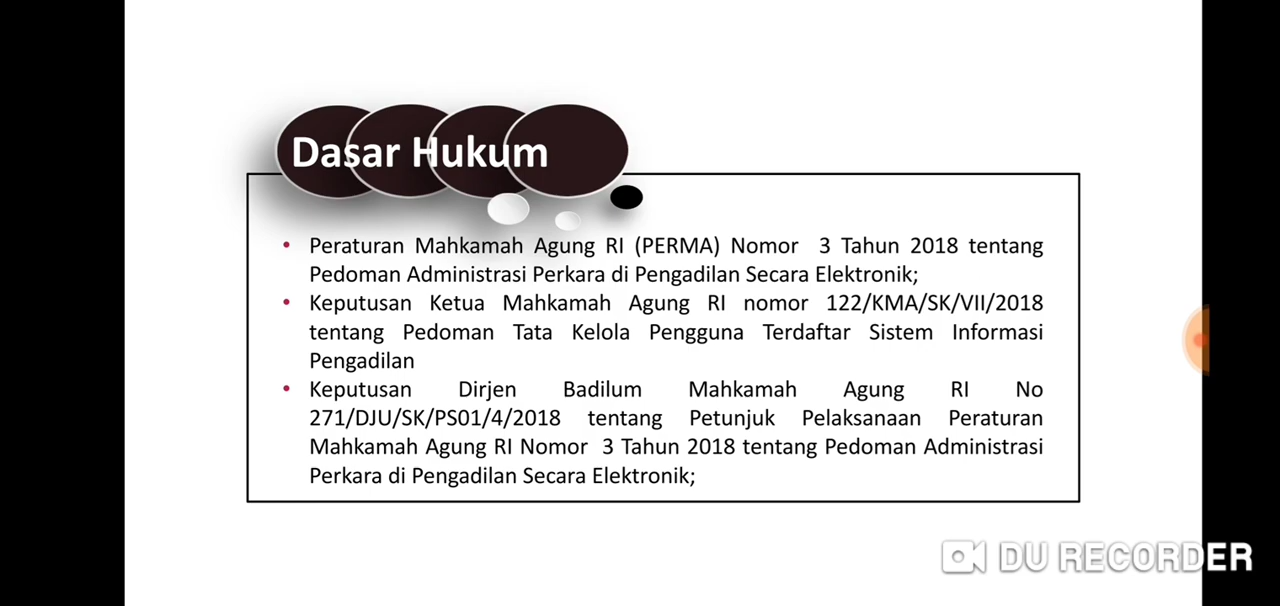 Dasar Hukum
• Peraturan Mahkamah Agung RI (PERMA) Nomor 3 Tahun 2018 tentang
Pedoman Administrasi Perkara di Pengadilan Secara Elektronik;
• Keputusan Ketua Mahkamah Agung RI nomor 122/KMA/SK/VII/2018
tentang Pedoman Tata Kelola Pengguna Terdaftar Sistem Informasi
Pengadilan
• Keputusan Dirjen Badilum Mahkamah Agung RI No
271/DJU/SK/PS01/4/2018 tentang Petunjuk Pelaksanaan Peraturan
Mahkamah Agung RI Nomor 3 Tahun 2018 tentang Pedoman Administrasi
Perkara di Pengadilan Secara Elektronik;
DU RECORDER